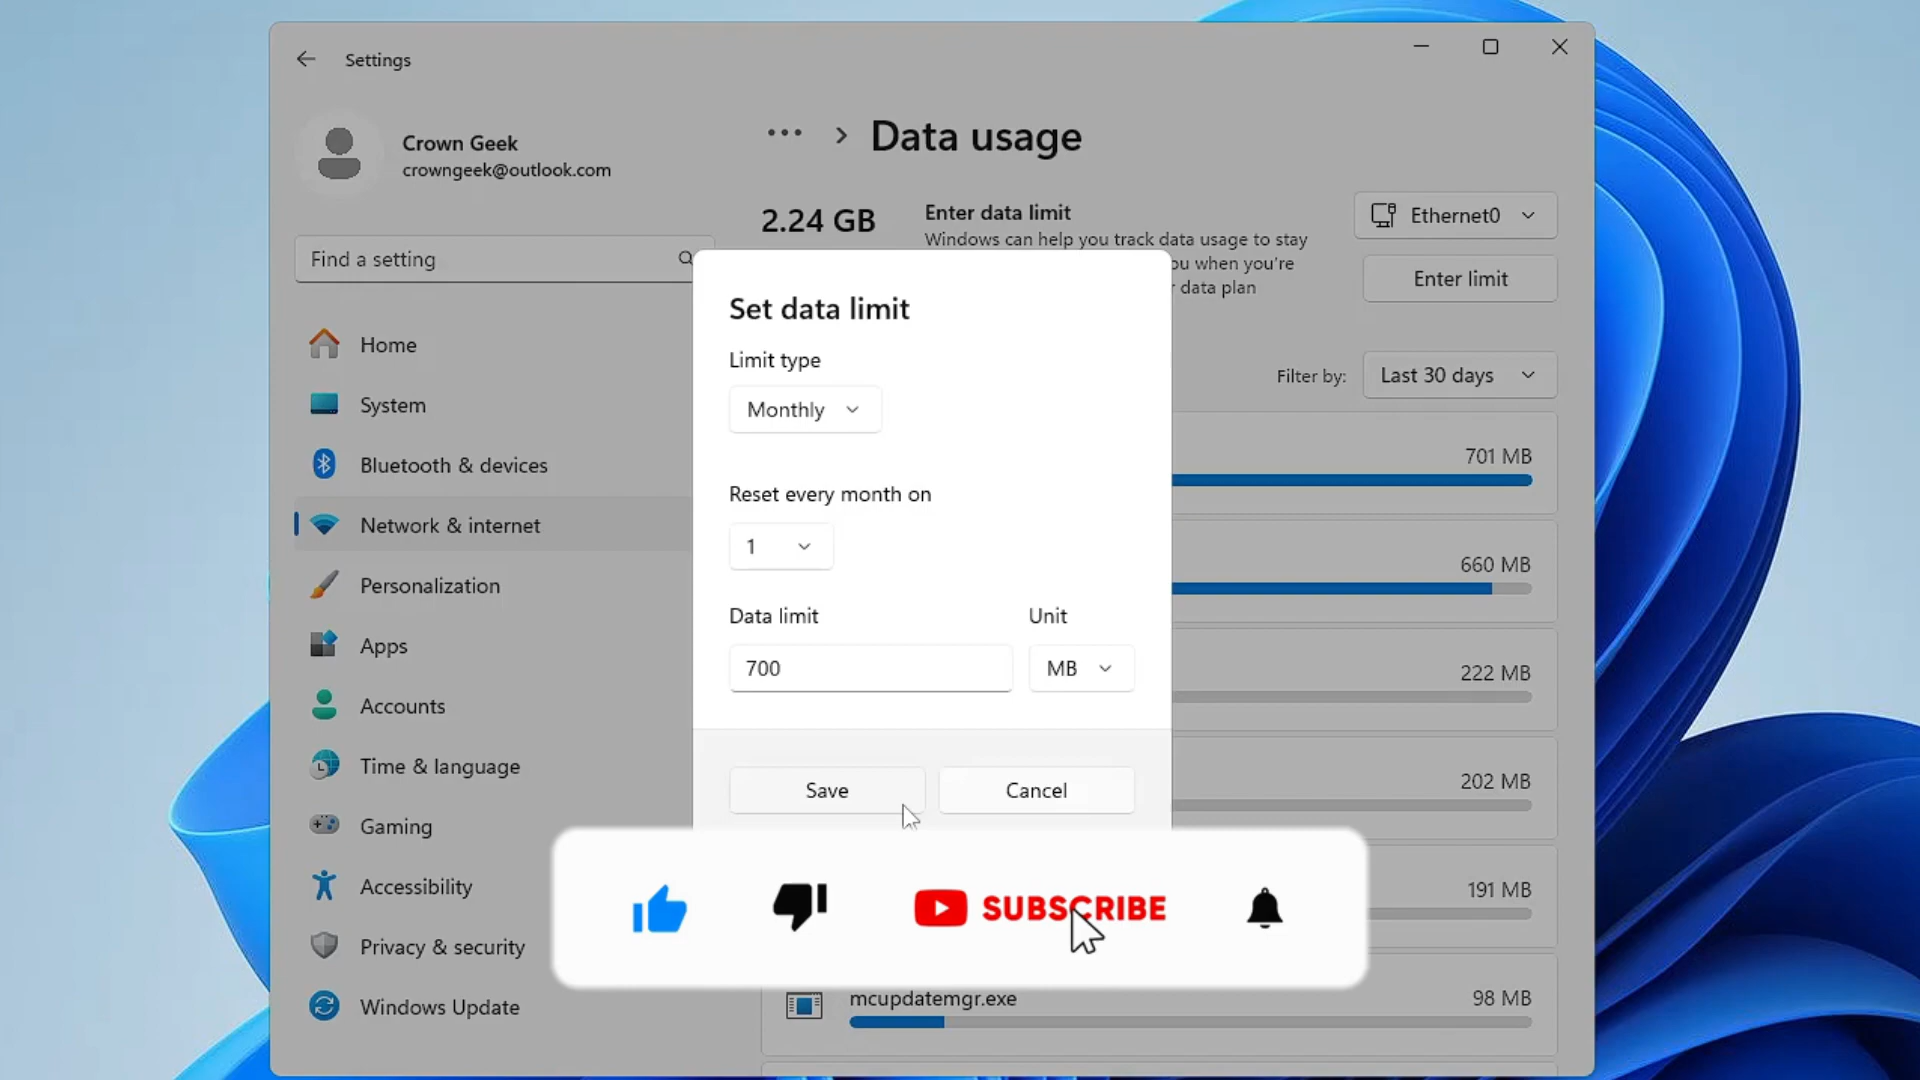 Settings
Crown Geek
crowngeek@outlook.com
Find a setting
Home
System
Bluetooth & devices
Network & internet
Personalization
Apps
Accounts
Time & language
Gaming
Accessibility
Privacy & security
Windows Update
... > Data usage
2.24 GB
Enter data limit
Windows can help you track data usage to stay
ou when you're
data plan
Ethernet0
Enter limit
Filter by:
Last 30 days
701 MB
660 MB
222 MB
202 MB
191 MB
mcupdatemgr.exe
98 MB
Set data limit
Limit type
Monthly
Reset every month on
1
Data limit
Unit
700
MB
Save
Cancel
SUBSCRIBE